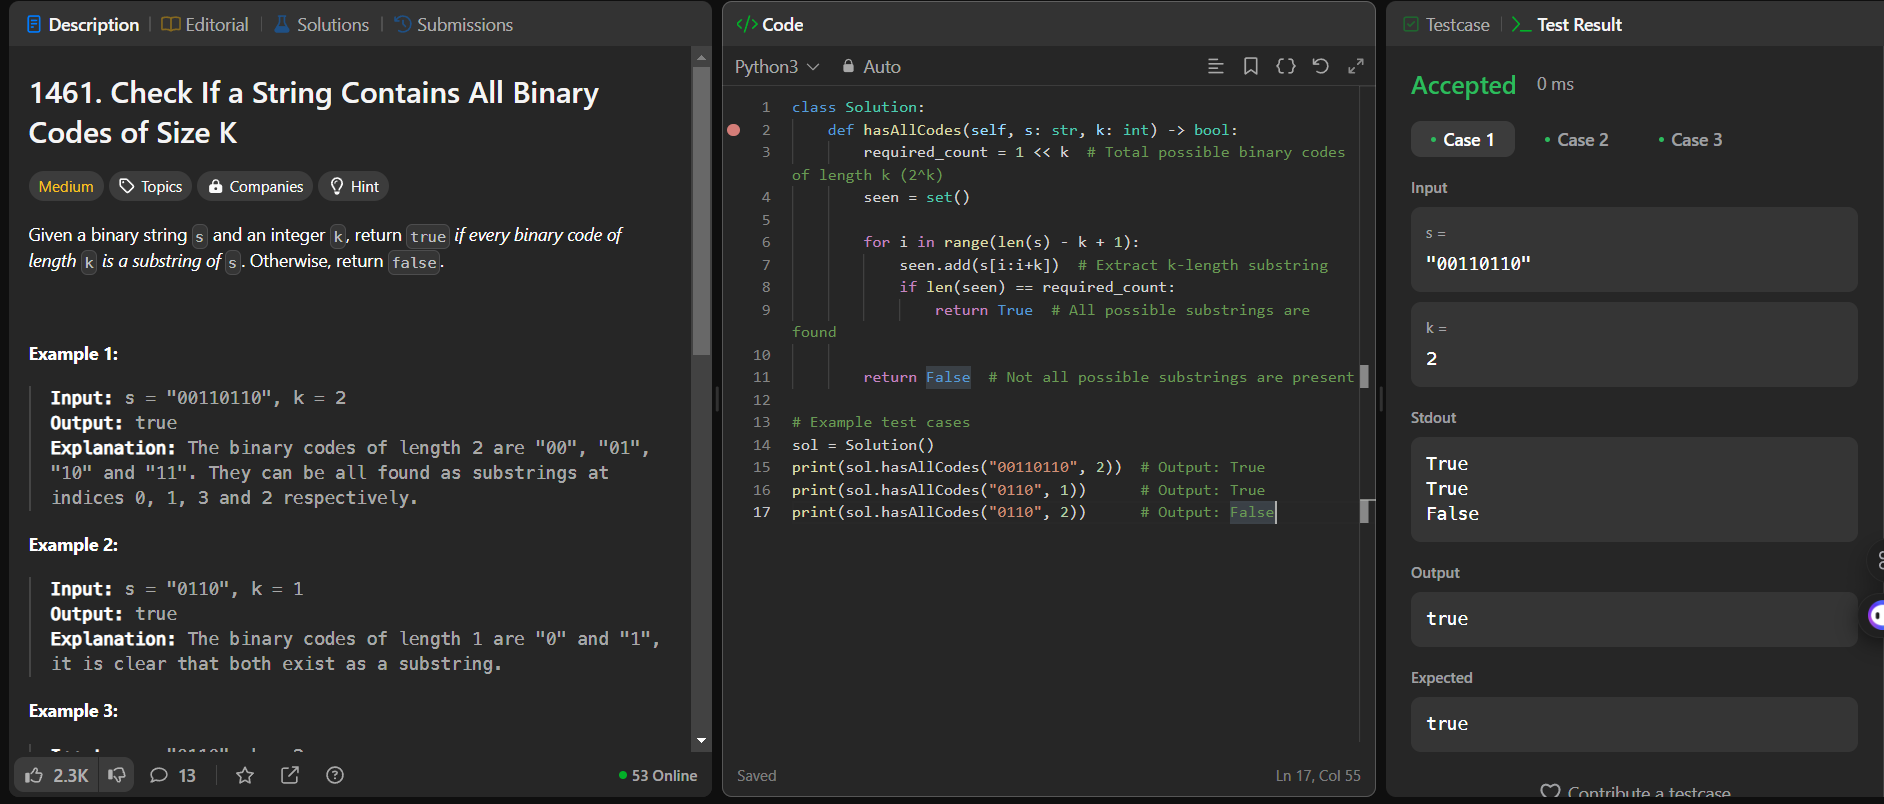 Description
Editorial
Solutions
Submissions
1461. Check If a String Contains All Binary
Codes of Size K
Medium
Topics
Companies
Hint
Given a binary string s and an integer k, return true if every binary code of
length k is a substring of s. Otherwise, return false.
Example 1:
Input: s = "00110110", k = 2
Output: true
Explanation: The binary codes of length 2 are "00", "01",
"10" and "11". They can be all found as substrings at
indices 0, 1, 3 and 2 respectively.
Example 2:
Input: s = "0110", k = 1
Output: true
Explanation: The binary codes of length 1 are "0" and "1",
it is clear that both exist as a substring.
Example 3:
2.3K
13
53 Online
</> Code
Python3
Auto
1 class Solution:
2 def hasAllCodes(self, s: str, k: int) -> bool:
3 required_count = 1 << k # Total possible binary codes
of length k (2^k)
4 seen = set()
5
6 for i in range(len(s) - k + 1):
7 seen.add(s[i:i+k]) # Extract k-length substring
8 if len(seen) == required_count:
9 return True # All possible substrings are
found
10
11 return False # Not all possible substrings are present
12
13 # Example test cases
14 sol = Solution()
15 print(sol.hasAllCodes("00110110", 2)) # Output: True
16 print(sol.hasAllCodes("0110", 1)) # Output: True
17 print(sol.hasAllCodes("0110", 2)) # Output: False
Saved
Ln 17, Col 55
Testcase
Test Result
Accepted
0 ms
Case 1
Case 2
Case 3
Input
s =
"00110110"
k =
2
Stdout
True
True
False
Output
true
Expected
true
Contribute a testcase